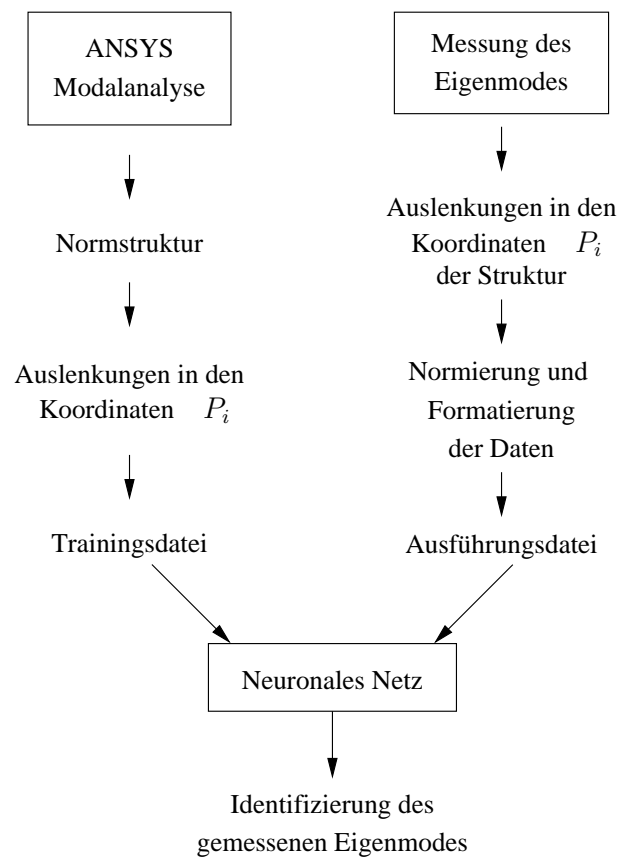 ANSYS
Modalanalyse
Normstruktur
Auslenkungen in den
Koordinaten P_i
Trainingsdatei
Messung des
Eigenmodes
Auslenkungen in den
Koordinaten P_i
der Struktur
Normierung und
Formatierung
der Daten
Ausführungsdatei
Neuronales Netz
Identifizierung des
gemessenen Eigenmodes